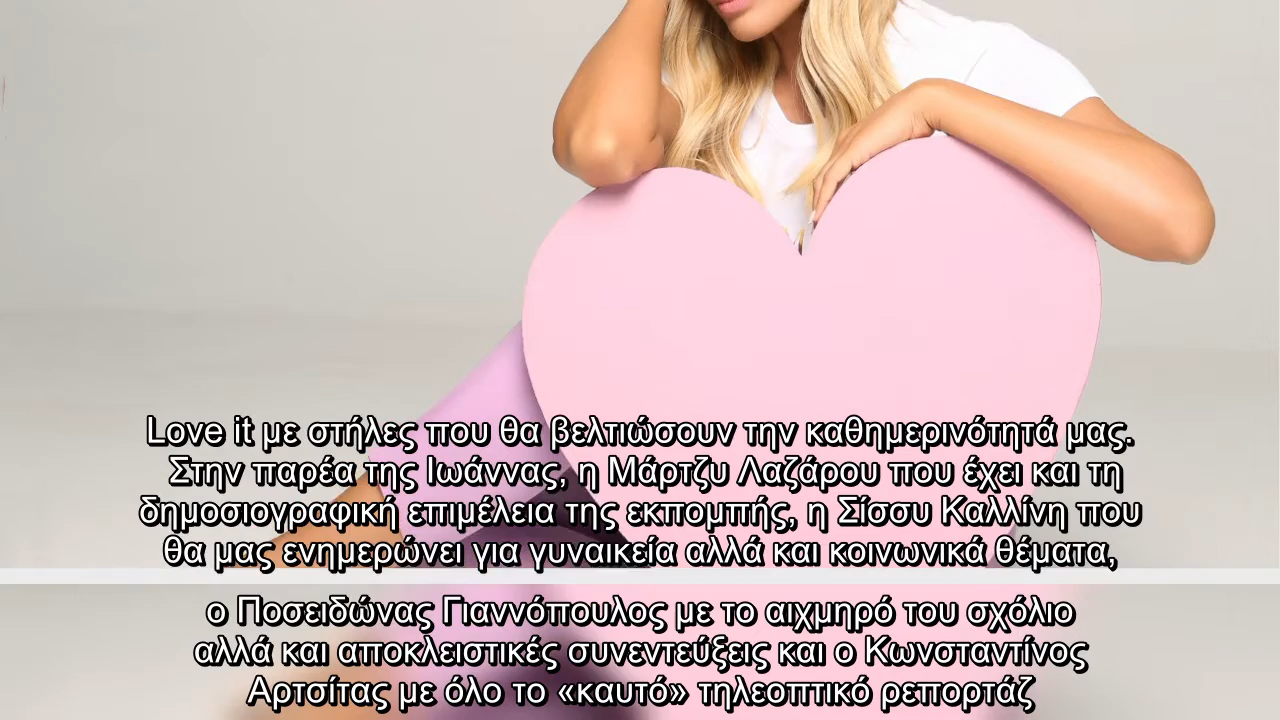 Love it με στήλες που θα βελτιώσουν την καθημερινότητά μας.
Στην παρέα της Ιωάννας, η Μάρτζυ Λαζάρου που έχει και τη
δημοσιογραφική επιμέλεια της εκπομπής, η Σίσσυ Καλλίνη που
θα μας ενημερώνει για γυναικεία αλλά και κοινωνικά θέματα,
ο Ποσειδώνας Γιαννόπουλος με το αιχμηρό του σχόλιο
αλλά και αποκλειστικές συνεντεύξεις και ο Κωνσταντίνος
Αρτσίτας με όλο το «καυτό» τηλεοπτικό ρεπορτάζ